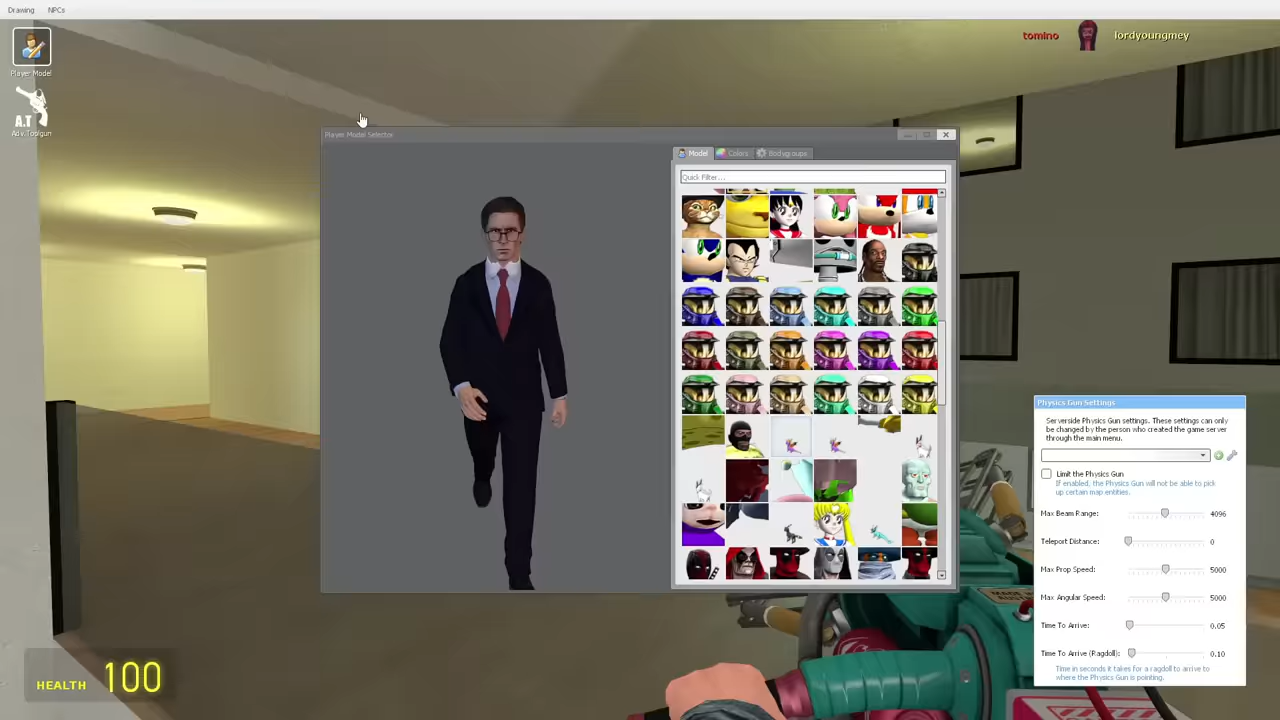 Drawing NPCs
tomino lordyoungmey
Player Model
A.T
Adv.Toolgun
Player Model Selector
Model Colors Bodygroups
Quick Filter...
Physics Gun Settings
Serverside Physics Gun settings. These settings can only
be changed by the person who created the game server
through the main menu.
Limit the Physics Gun
If enabled, the Physics Gun will not be able to pick
up certain map entities.
Max Beam Range: 4096
Teleport Distance: 0
Max Prop Speed: 5000
Max Angular Speed: 5000
Time To Arrive: 0.05
Time To Arrive (Ragdoll): 0.10
Time in seconds it takes for a ragdoll to arrive to
where the Physics Gun is pointing.
HEALTH 100